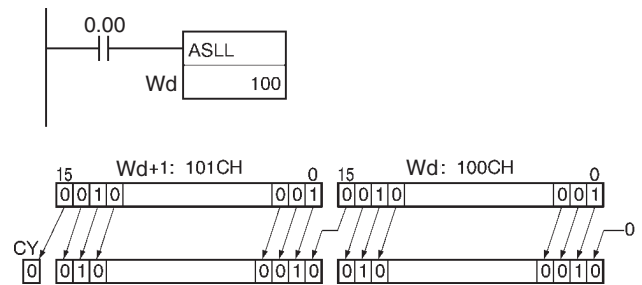 0.00
ASLL
Wd 100
15 Wd+1: 101CH 0 15 Wd: 100CH 0
0 0 1 0 0 0 1 0 0 1 0 0 0 1
0
CY
0 0 1 0 0 0 1 0 0 1 0 0 0 1 0